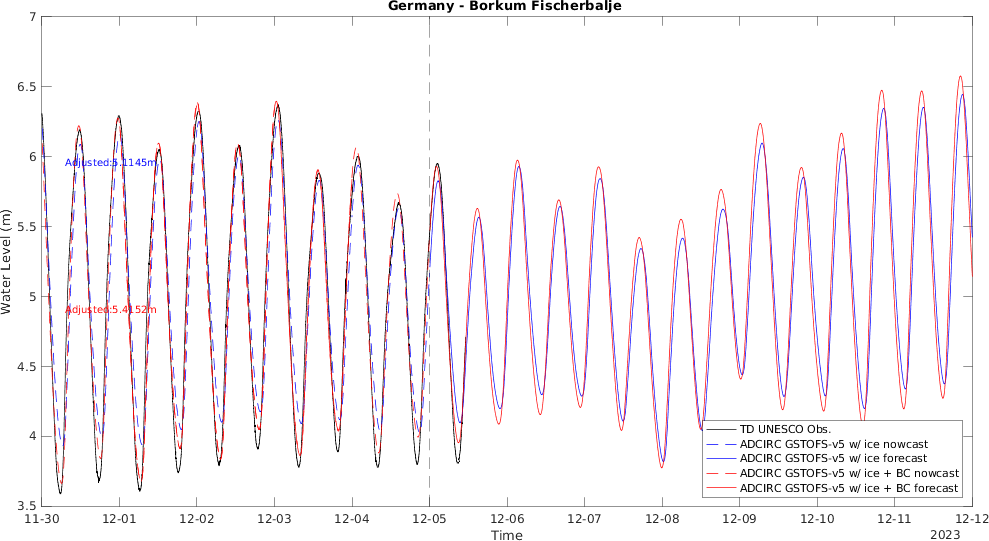 Germany - Borkum Fischerbalje
7
6.5
6
5.5
5
4.5
4
3.5
Water Level (m)
Adjusted:5.1145m
Adjusted:5.4152m
TD UNESCO Obs.
ADCIRC GSTOFS-v5 w/ ice nowcast
ADCIRC GSTOFS-v5 w/ ice forecast
ADCIRC GSTOFS-v5 w/ ice + BC nowcast
ADCIRC GSTOFS-v5 w/ ice + BC forecast
11-30 12-01 12-02 12-03 12-04 12-05 12-06 12-07 12-08 12-09 12-10 12-11 12-12
Time
2023